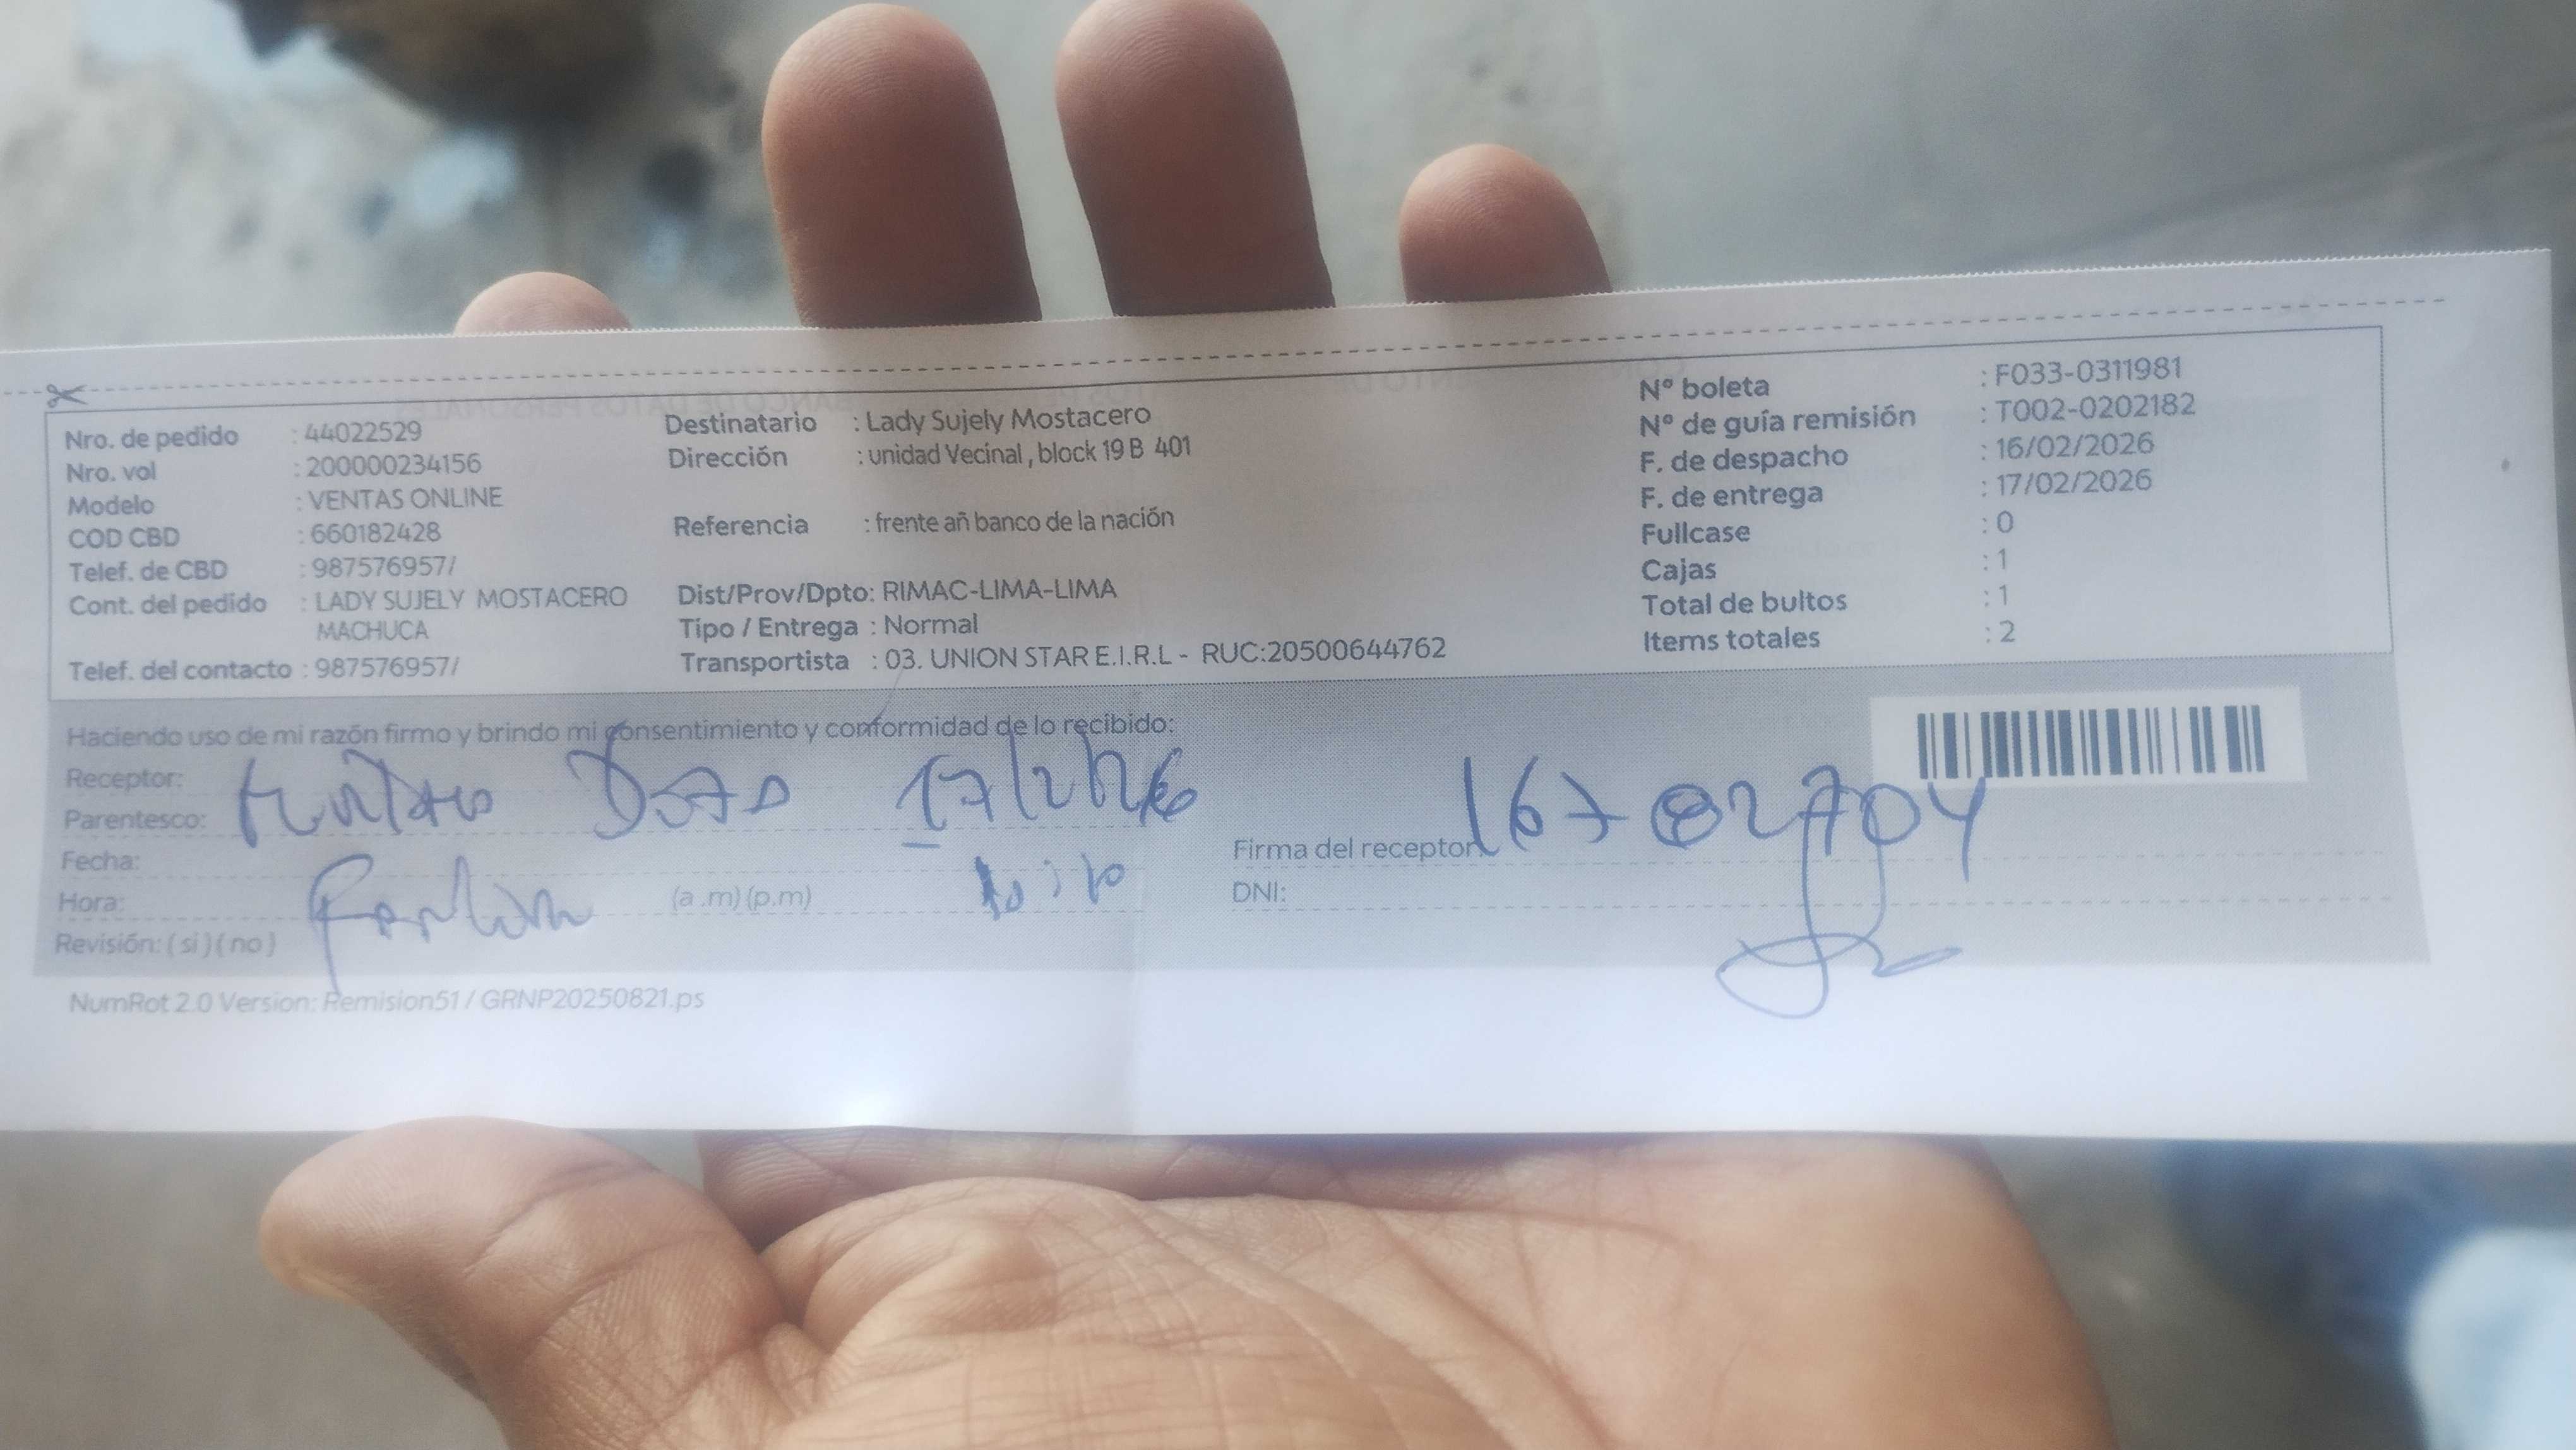 Nro. de pedido : 44022529
Nro. vol : 200000234156
Modelo : VENTAS ONLINE
COD CBD : 660182428
Telef. de CBD : 987576957/
Cont. del pedido : LADY SUJELY MOSTACERO
MACHUCA
Telef. del contacto : 987576957/
Destinatario : Lady Sujely Mostacero
Dirección : unidad Vecinal , block 19 B 401
Referencia : frente añ banco de la nación
Dist/Prov/Dpto: RIMAC-LIMA-LIMA
Tipo / Entrega : Normal
Transportista : 03. UNION STAR E.I.R.L - RUC:20500644762
Nº boleta : F033-0311981
Nº de guía remisión : T002-0202182
F. de despacho : 16/02/2026
F. de entrega : 17/02/2026
Fullcase : 0
Cajas : 1
Total de bultos : 1
Items totales : 2
Haciendo uso de mi razón firmo y brindo mi consentimiento y conformidad de lo recibido:
Receptor:
Parentesco:
Fecha:
Hora: (a .m) (p.m)
Revisión: ( si ) ( no )
17/2/26
Firma del receptor:
DNI:
NumRot 2.0 Version: Remision51 / GRNP20250821.ps